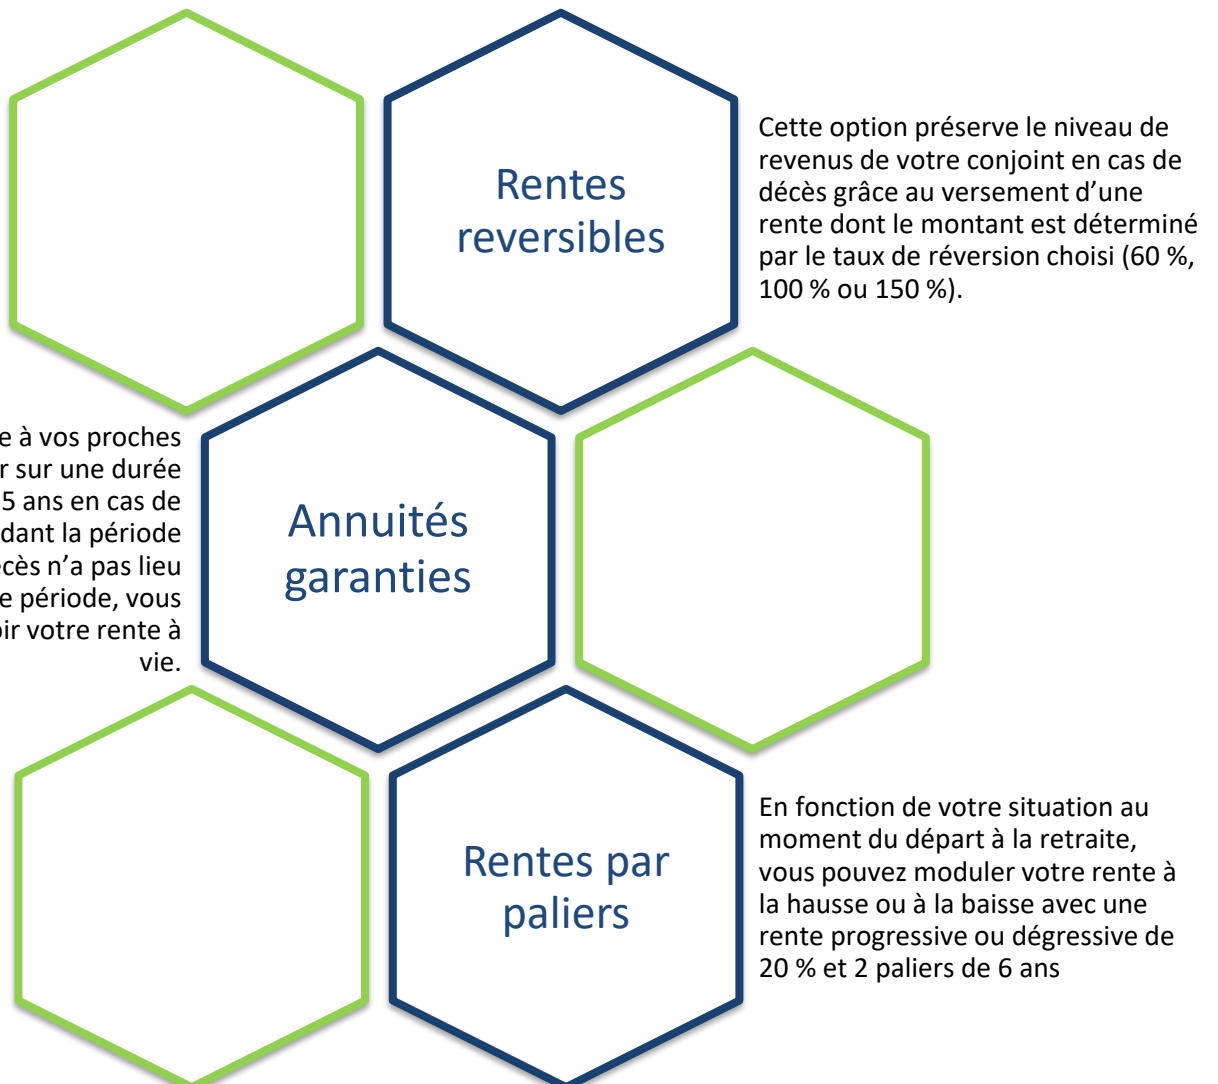 Rentes
reversibles
Cette option préserve le niveau de
revenus de votre conjoint en cas de
décès grâce au versement d’une
rente dont le montant est déterminé
par le taux de réversion choisi (60 %,
100 % ou 150 %).
e à vos proches
r sur une durée
5 ans en cas de
dant la période
cès n’a pas lieu
e période, vous
ir votre rente à
vie.
Annuités
garanties
Rentes par
paliers
En fonction de votre situation au
moment du départ à la retraite,
vous pouvez moduler votre rente à
la hausse ou à la baisse avec une
rente progressive ou dégressive de
20 % et 2 paliers de 6 ans